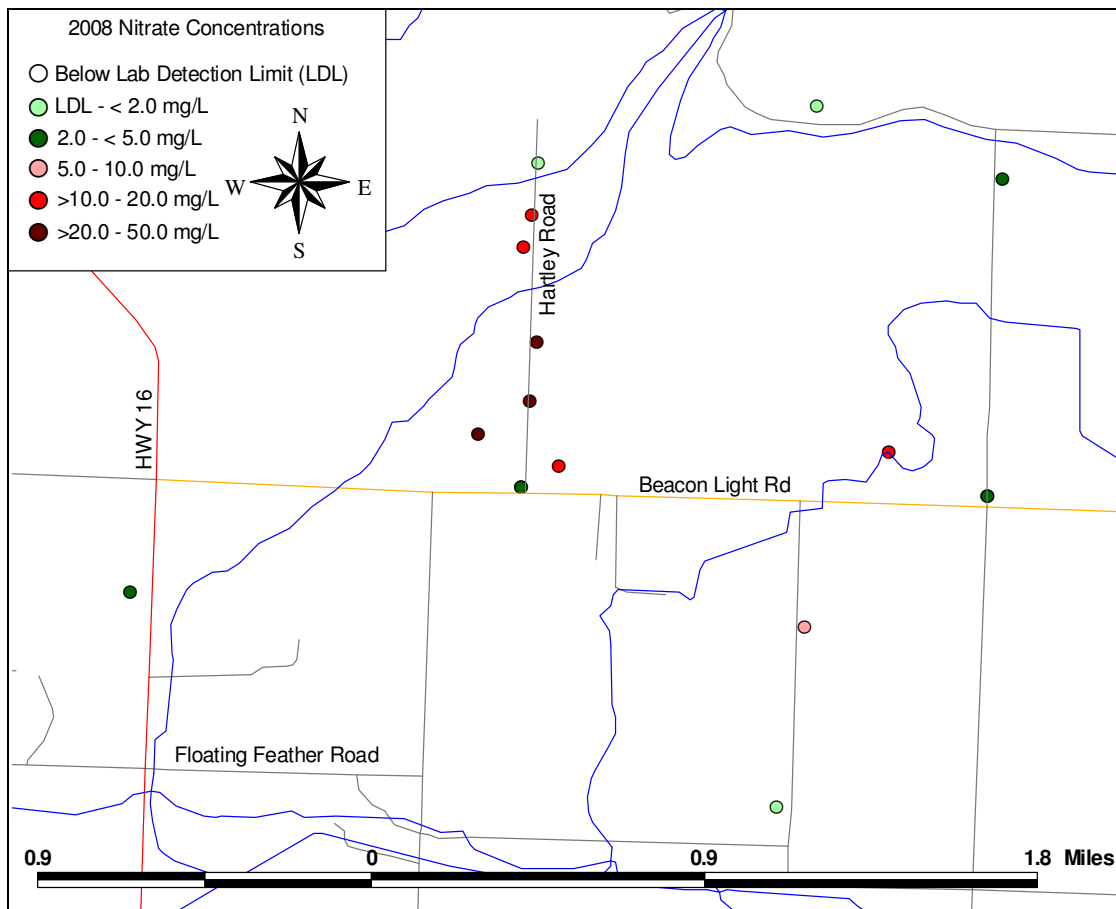 2008 Nitrate Concentrations
Below Lab Detection Limit (LDL)
LDL - < 2.0 mg/L
2.0 - < 5.0 mg/L
5.0 - 10.0 mg/L
>10.0 - 20.0 mg/L
>20.0 - 50.0 mg/L
N
W E
S
Hartley Road
HWY 16
Beacon Light Rd
Floating Feather Road
0.9 0 0.9 1.8 Miles